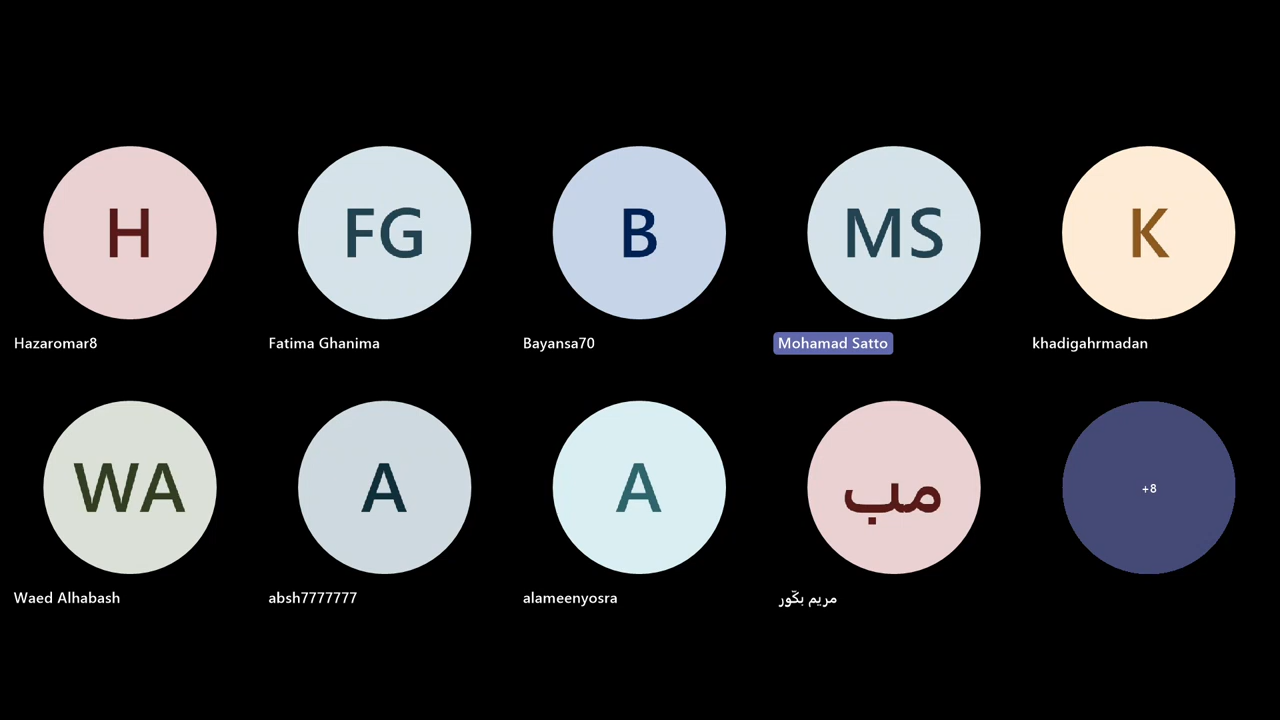 H
FG
B
MS
K
Hazaromar8
Fatima Ghanima
Bayansa70
Mohamad Satto
khadigahrmadan
WA
A
A
مب
+8
Waed Alhabash
absh7777777
alameenyosra
مريم بكّور